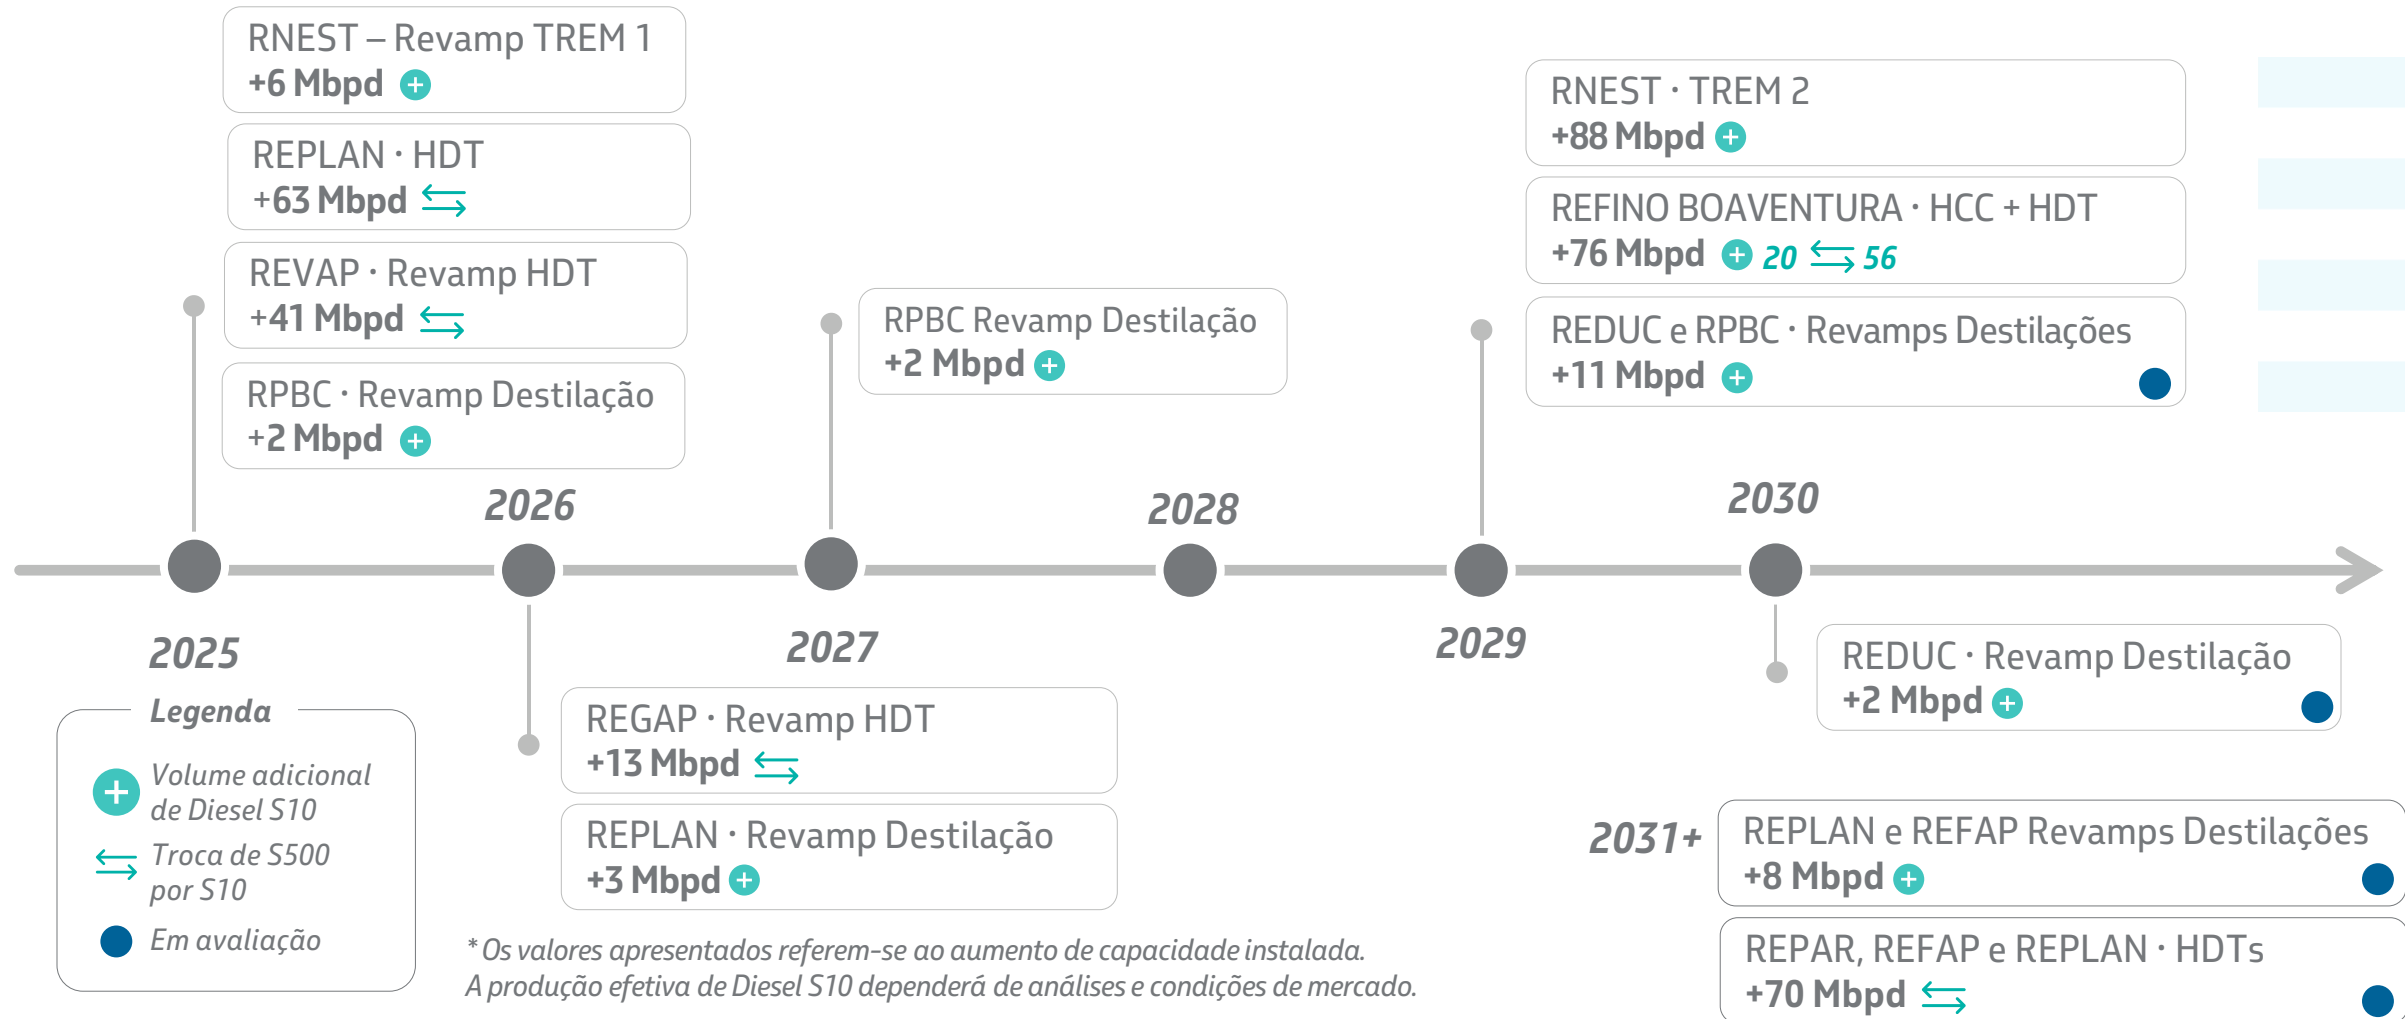 RNEST – Revamp TREM 1
+6 Mbpd +
REPLAN · HDT
+63 Mbpd
REVAP · Revamp HDT
+41 Mbpd
RPBC · Revamp Destilação
+2 Mbpd +
RPBC Revamp Destilação
+2 Mbpd +
RNEST · TREM 2
+88 Mbpd +
REFINO BOAVENTURA · HCC + HDT
+76 Mbpd + 20 56
REDUC e RPBC · Revamps Destilações
+11 Mbpd +
2026
2028
2030
2025
2027
2029
REGAP · Revamp HDT
+13 Mbpd
REPLAN · Revamp Destilação
+3 Mbpd +
REDUC · Revamp Destilação
+2 Mbpd +
2031+
REPLAN e REFAP Revamps Destilações
+8 Mbpd +
REPAR, REFAP e REPLAN · HDTs
+70 Mbpd
Legenda
+ Volume adicional
de Diesel S10
Troca de S500
por S10
Em avaliação
* Os valores apresentados referem-se ao aumento de capacidade instalada.
A produção efetiva de Diesel S10 dependerá de análises e condições de mercado.